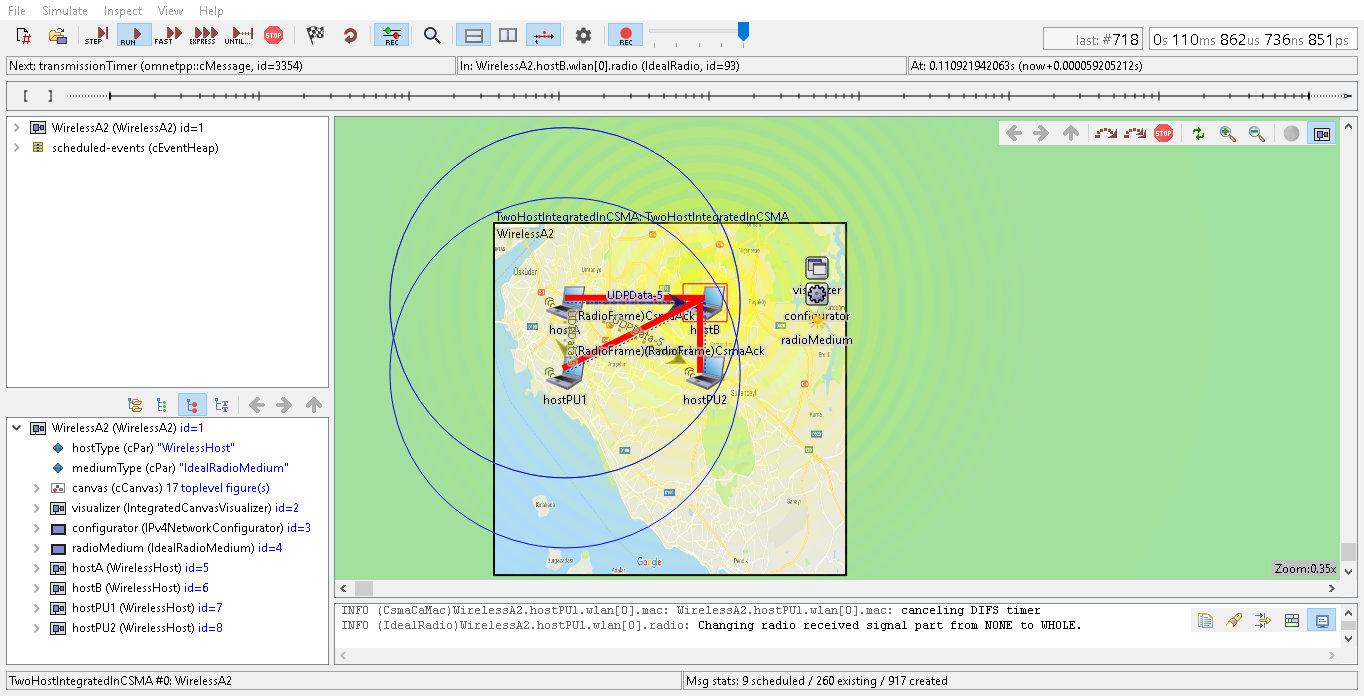 File Simulate Inspect View Help
STEP RUN FAST EXPRESS UNTIL... STOP REC REC last: #718 0s 110ms 862us 736ns 851ps
Next: transmissionTimer (omnetpp::cMessage, id=3354) In: WirelessA2.hostB.wlan[0].radio (IdealRadio, id=93) At: 0.110921942063s (now+0.000059205212s)
[ ]
WirelessA2 (WirelessA2) id=1
scheduled-events (cEventHeap)
STOP
TwoHostIntegratedInCSMA: TwoHostIntegratedInCSMA
WirelessA2
Üsküdar
Ümraniye
UDPData-5
(RadioFrame)CsmaAck
hostA
hostB
UDPData-5
configurator
radioMedium
(RadioFrame)CsmaAck
hostPU1
hostPU2
Sultanbeyli
Kınalıada
Burgazadası
Google
Pendik
Zoom:0.35x
WirelessA2 (WirelessA2) id=1
hostType (cPar) "WirelessHost"
mediumType (cPar) "IdealRadioMedium"
canvas (cCanvas) 17 toplevel figure(s)
visualizer (IntegratedCanvasVisualizer) id=2
configurator (IPv4NetworkConfigurator) id=3
radioMedium (IdealRadioMedium) id=4
hostA (WirelessHost) id=5
hostB (WirelessHost) id=6
hostPU1 (WirelessHost) id=7
hostPU2 (WirelessHost) id=8
INFO (CsmaCaMac)WirelessA2.hostPU1.wlan[0].mac: WirelessA2.hostPU1.wlan[0].mac: canceling DIFS timer
INFO (IdealRadio)WirelessA2.hostPU1.wlan[0].radio: Changing radio received signal part from NONE to WHOLE.
TwoHostIntegratedInCSMA #0: WirelessA2 Msg stats: 9 scheduled / 260 existing / 917 created